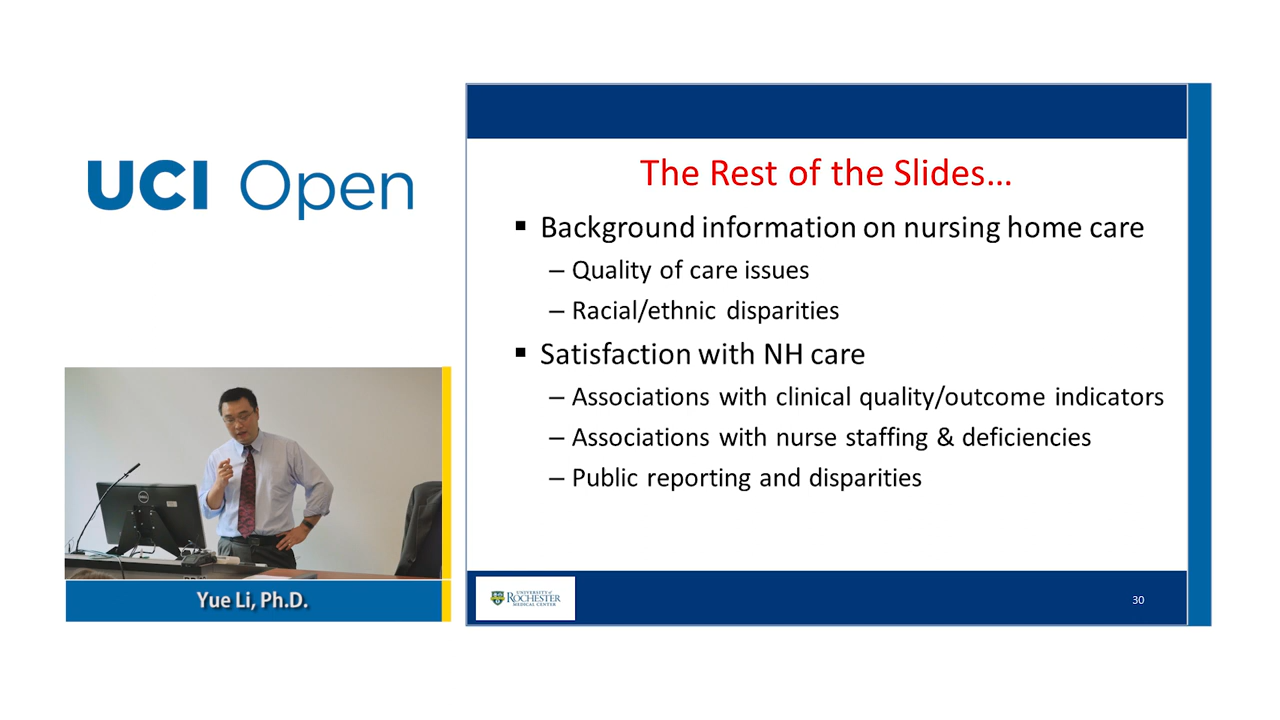 UCI Open
The Rest of the Slides…
▪ Background information on nursing home care
– Quality of care issues
– Racial/ethnic disparities
▪ Satisfaction with NH care
– Associations with clinical quality/outcome indicators
– Associations with nurse staffing & deficiencies
– Public reporting and disparities
DELL
Yue Li, Ph.D.
UNIVERSITY of
ROCHESTER
MEDICAL CENTER
30